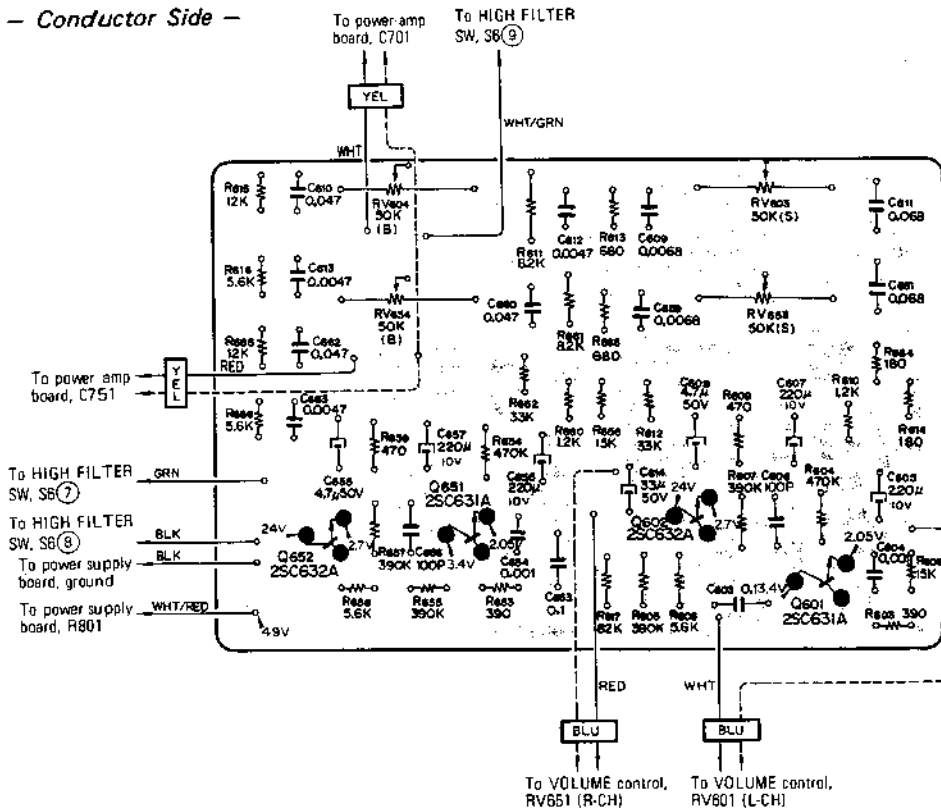 — Conductor Side —
To power-amp
board, C701
To HIGH FILTER
SW, S6⑨
YEL
WHT/GRN
WHT
R615
12K
C610
0.047
RV604
50K
(B)
R611
8.2K
C612
0.0047
R613
680
C609
0.0068
RV603
50K(S)
C611
0.068
R616
5.6K
C613
0.0047
RV654
50K
(B)
C660
0.047
R661
8.2K
R663
680
C659
0.0068
RV653
50K(S)
C661
0.068
R665
12K
C662
0.047
RED
YEL
To power amp
board, C751
R666
5.6K
C663
0.0047
R662
33K
R660
1.2K
R658
15K
R612
33K
C608
4.7μ
50V
R609
470
C607
220μ
10V
R610
1.2K
R664
180
R614
180
C658
4.7μ50V
R659
470
C657
220μ
10V
R654
470K
C655
220μ
10V
C614
33μ
50V
R607
390K
C606
100P
R604
470K
C605
220μ
10V
To HIGH FILTER
SW, S6⑦
GRN
To HIGH FILTER
SW, S6⑧
BLK
BLK
To power supply
board, ground
To power supply
board, R801
WHT/RED
49V
24V
Q652
2SC632A
2.7V
R657
390K
C656
100P
Q651
2SC631A
3.4V
2.05V
C654
0.001
C653
0.1
R656
5.6K
R655
390K
R653
390
24V
Q602
2SC632A
2.7V
R617
82K
R605
390K
R606
5.6K
C603
0.1
3.4V
Q601
2SC631A
2.05V
C604
R608
15K
R603
390
RED
WHT
BLU
BLU
To VOLUME control,
RV651 (R-CH)
To VOLUME control,
RV601 (L-CH)